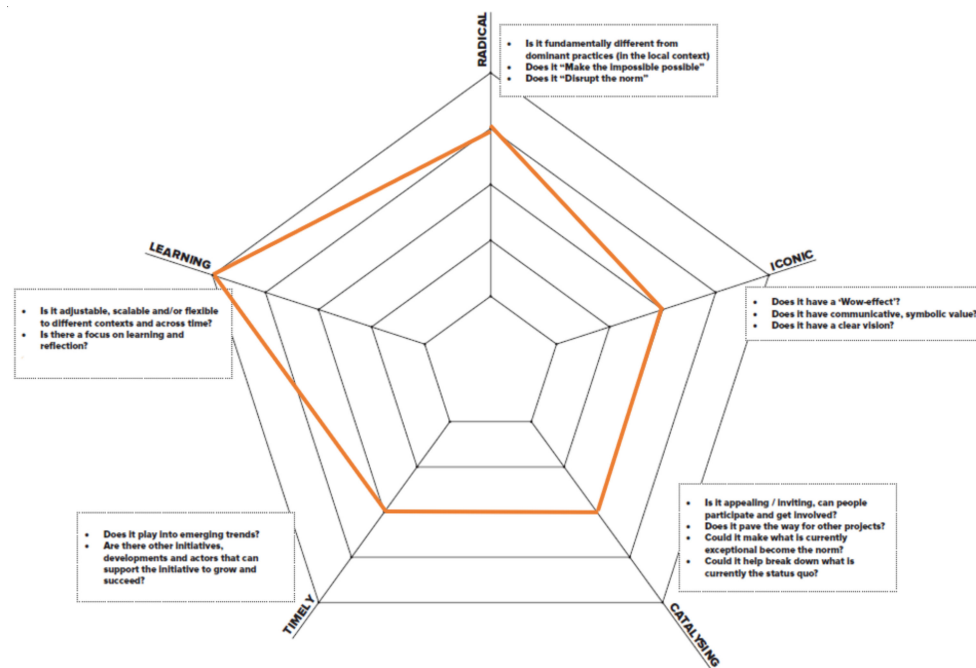 RADICAL
• Is it fundamentally different from
dominant practices (in the local context)
• Does it “Make the impossible possible”
• Does it “Disrupt the norm”
LEARNING
ICONIC
• Is it adjustable, scalable and/or flexible
to different contexts and across time?
• Is there a focus on learning and
reflection?
• Does it have a ‘Wow-effect’?
• Does it have communicative, symbolic value?
• Does it have a clear vision?
• Is it appealing / inviting, can people
participate and get involved?
• Does it pave the way for other projects?
• Could it make what is currently
exceptional become the norm?
• Could it help break down what is
currently the status quo?
• Does it play into emerging trends?
• Are there other initiatives,
developments and actors that can
support the initiative to grow and
succeed?
TIMELY
CATALYSING